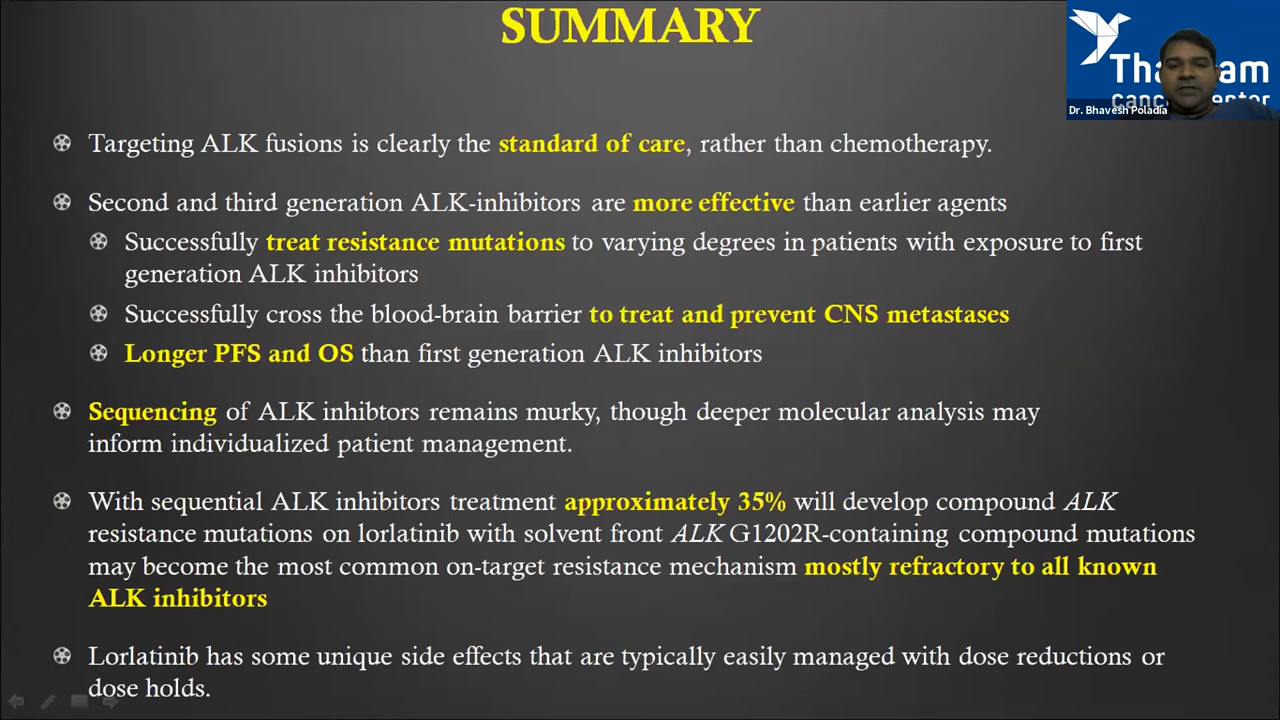 SUMMARY
Dr. Bhavesh Poladia
Targeting ALK fusions is clearly the standard of care, rather than chemotherapy.
Second and third generation ALK-inhibitors are more effective than earlier agents
Successfully treat resistance mutations to varying degrees in patients with exposure to first
generation ALK inhibitors
Successfully cross the blood-brain barrier to treat and prevent CNS metastases
Longer PFS and OS than first generation ALK inhibitors
Sequencing of ALK inhibtors remains murky, though deeper molecular analysis may
inform individualized patient management.
With sequential ALK inhibitors treatment approximately 35% will develop compound ALK
resistance mutations on lorlatinib with solvent front ALK G1202R-containing compound mutations
may become the most common on-target resistance mechanism mostly refractory to all known
ALK inhibitors
Lorlatinib has some unique side effects that are typically easily managed with dose reductions or
dose holds.